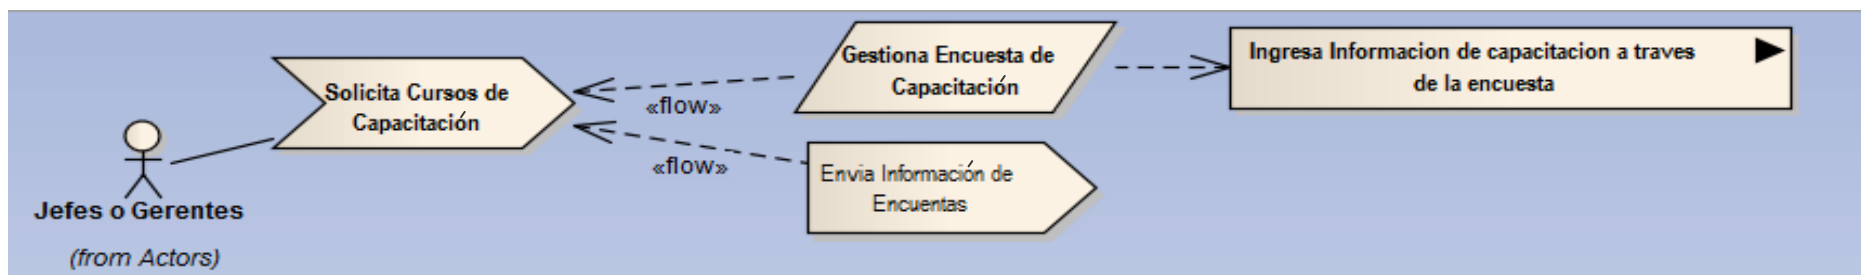 Solicita Cursos de
Capacitación
Jefes o Gerentes
(from Actors)
«flow»
«flow»
Gestiona Encuesta de
Capacitación
Envia Información de
Encuentas
Ingresa Informacion de capacitacion a traves
de la encuesta